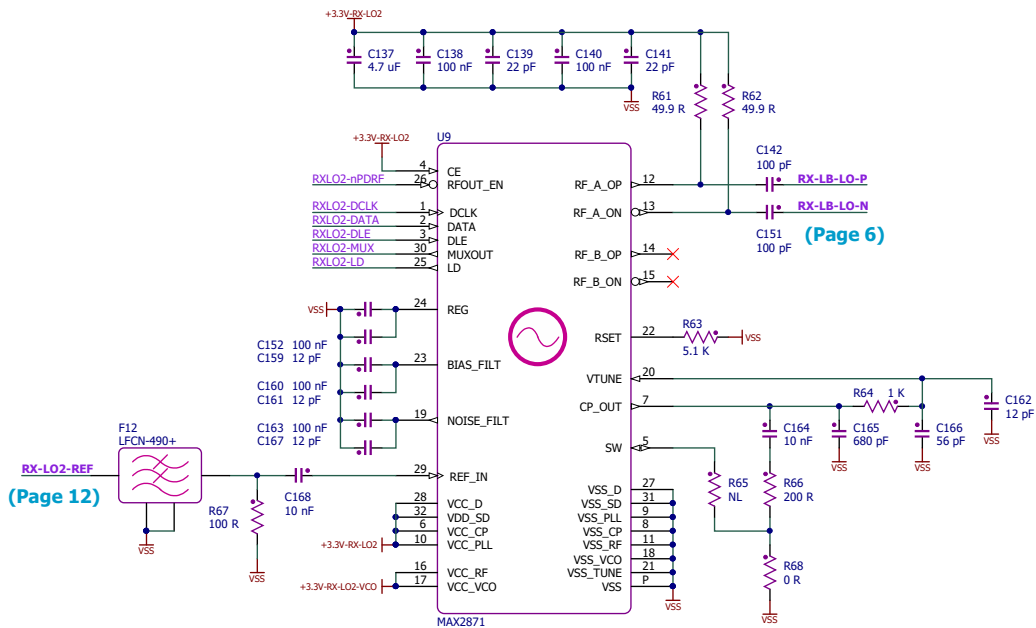 +3.3V-RX-LO2
C137
4.7 uF
C138
100 nF
C139
22 pF
C140
100 nF
C141
22 pF
VSS
R61
49.9 R
R62
49.9 R
+3.3V-RX-LO2
U9
4 CE
RXLO2-nPDRF 26 RFOUT_EN
RXLO2-DCLK 1 DCLK
RXLO2-DATA 2 DATA
RXLO2-DLE 3 DLE
RXLO2-MUX 30 MUXOUT
RXLO2-LD 25 LD
VSS 24 REG
C152 100 nF
C159 12 pF
23 BIAS_FILT
C160 100 nF
C161 12 pF
19 NOISE_FILT
C163 100 nF
C167 12 pF
F12
LFCN-490+
RX-LO2-REF
(Page 12)
VSS
R67
100 R
VSS
C168
10 nF
29 REF_IN
28 VCC_D
32 VDD_SD
6 VCC_CP
+3.3V-RX-LO2 10 VCC_PLL
16 VCC_RF
+3.3V-RX-LO2-VCO 17 VCC_VCO
MAX2871
RF_A_OP 12
C142
100 pF
RX-LB-LO-P
RF_A_ON 13
C151
100 pF
RX-LB-LO-N
(Page 6)
RF_B_OP 14
RF_B_ON 15
RSET 22
R63
5.1 K
VSS
VTUNE 20
CP_OUT 7
R64 1 K
C162
12 pF
VSS
C164
10 nF
C165
680 pF
VSS
C166
56 pF
VSS
SW 5
R65
NL
R66
200 R
R68
0 R
VSS
VSS_D 27
VSS_SD 31
VSS_PLL 9
VSS_CP 8
VSS_RF 11
VSS_VCO 18
VSS_TUNE 21
VSS P
VSS